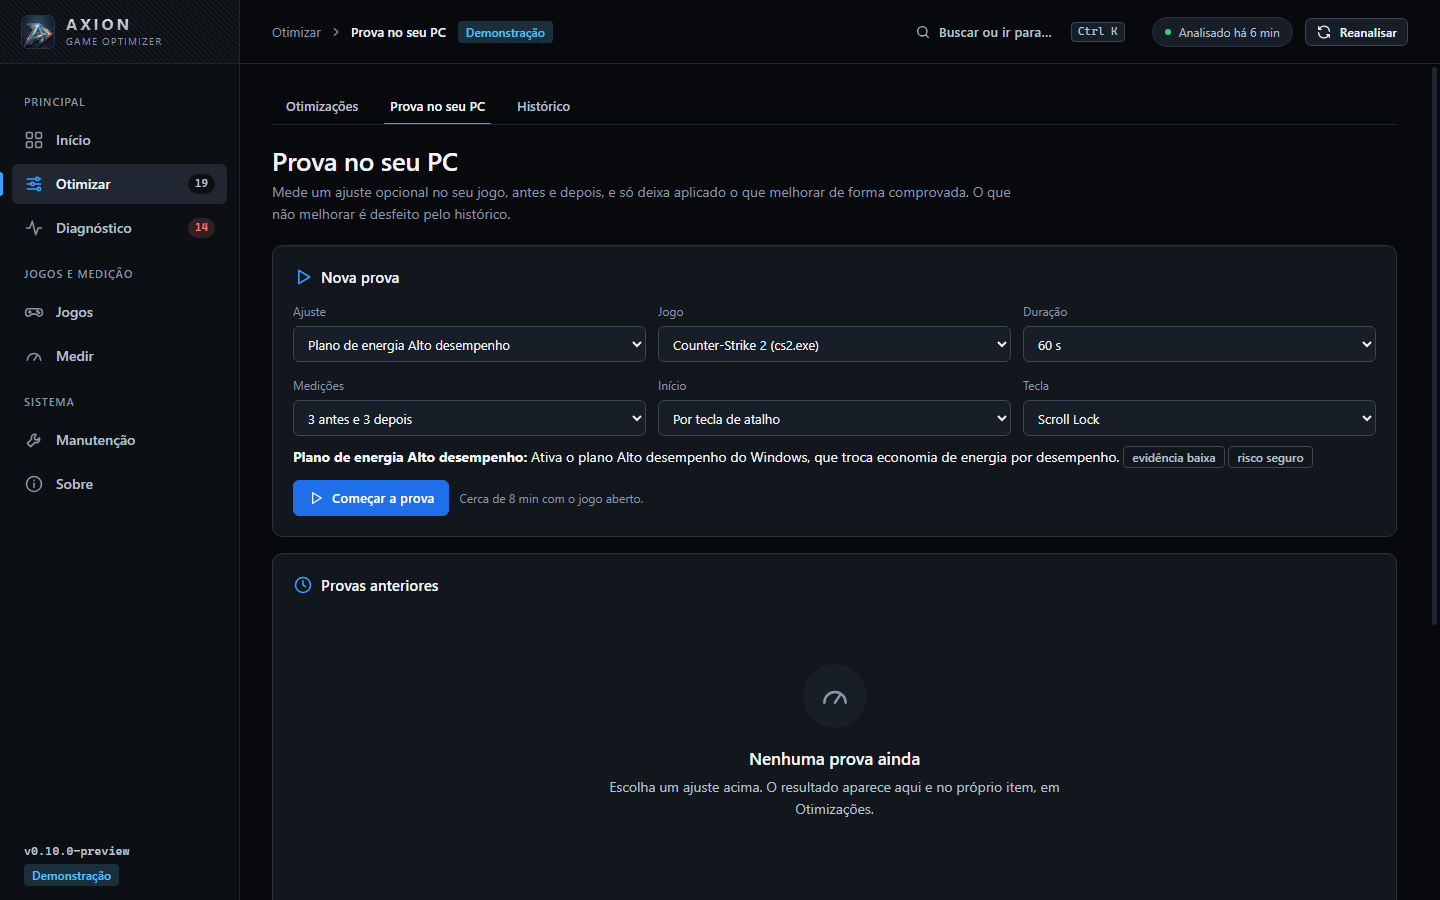 AXION
GAME OPTIMIZER
Otimizar > Prova no seu PC Demonstração
Buscar ou ir para... Ctrl K
Analisado há 6 min
Reanalisar
PRINCIPAL
Início
Otimizar 19
Diagnóstico 14
JOGOS E MEDIÇÃO
Jogos
Medir
SISTEMA
Manutenção
Sobre
v0.10.0-preview
Demonstração
Otimizações Prova no seu PC Histórico
Prova no seu PC
Mede um ajuste opcional no seu jogo, antes e depois, e só deixa aplicado o que melhorar de forma comprovada. O que
não melhorar é desfeito pelo histórico.
Nova prova
Ajuste Jogo Duração
Plano de energia Alto desempenho Counter-Strike 2 (cs2.exe) 60 s
Medições Início Tecla
3 antes e 3 depois Por tecla de atalho Scroll Lock
Plano de energia Alto desempenho: Ativa o plano Alto desempenho do Windows, que troca economia de energia por desempenho. evidência baixa risco seguro
Começar a prova Cerca de 8 min com o jogo aberto.
Provas anteriores
Nenhuma prova ainda
Escolha um ajuste acima. O resultado aparece aqui e no próprio item, em
Otimizações.